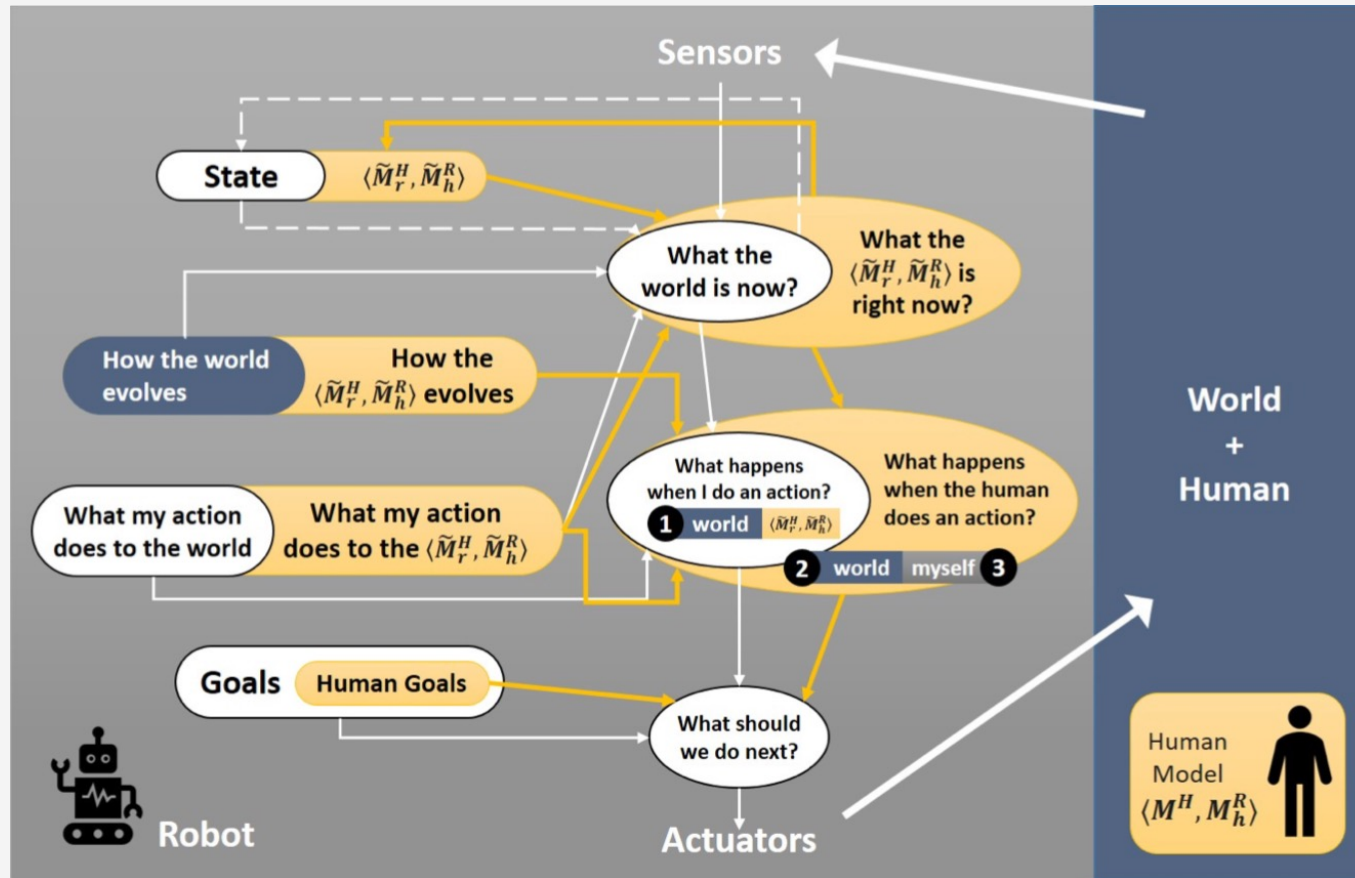 Sensors
State
⟨M̃ᴴᵣ, M̃ᴿₕ⟩
What the
world is now?
What the
⟨M̃ᴴᵣ, M̃ᴿₕ⟩ is
right now?
How the world
evolves
How the
⟨M̃ᴴᵣ, M̃ᴿₕ⟩ evolves
What happens
when I do an action?
1 world ⟨M̃ᴴᵣ, M̃ᴿₕ⟩
What happens
when the human
does an action?
2 world myself 3
What my action
does to the world
What my action
does to the ⟨M̃ᴴᵣ, M̃ᴿₕ⟩
Goals
Human Goals
What should
we do next?
Actuators
Robot
World
+
Human
Human
Model
⟨Mᴴ, Mᴿₕ⟩